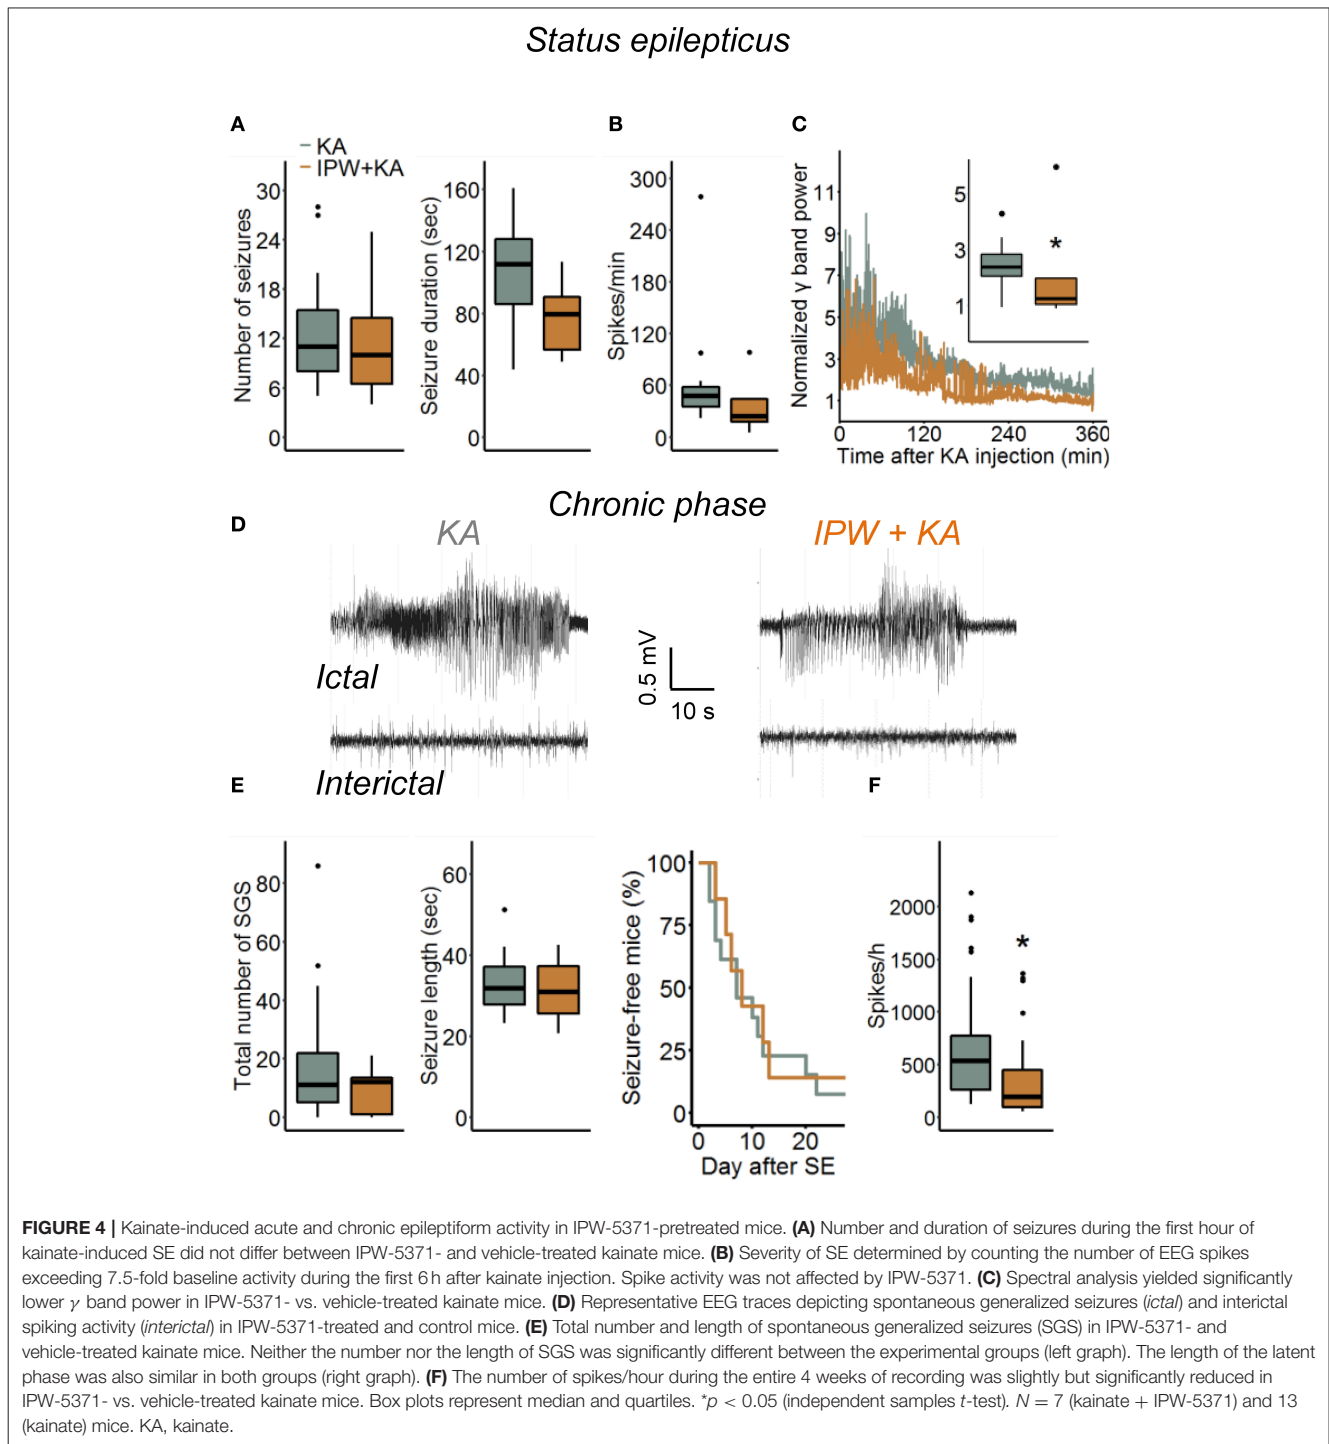 Status epilepticus
A
B
C
KA
IPW+KA
Number of seizures
30
24
18
12
6
0
Seizure duration (sec)
160
120
80
40
0
Spikes/min
300
240
180
120
60
0
Normalized γ band power
11
9
7
5
3
1
5
3
1
*
0
120
240
360
Time after KA injection (min)
Chronic phase
D
KA
IPW + KA
Ictal
0.5 mV
10 s
Interictal
E
F
Total number of SGS
80
60
40
20
0
Seizure length (sec)
60
40
20
0
Seizure-free mice (%)
100
75
50
25
0
0
10
20
Day after SE
Spikes/h
2000
1500
1000
500
0
*
FIGURE 4 | Kainate-induced acute and chronic epileptiform activity in IPW-5371-pretreated mice. (A) Number and duration of seizures during the first hour of
kainate-induced SE did not differ between IPW-5371- and vehicle-treated kainate mice. (B) Severity of SE determined by counting the number of EEG spikes
exceeding 7.5-fold baseline activity during the first 6 h after kainate injection. Spike activity was not affected by IPW-5371. (C) Spectral analysis yielded significantly
lower γ band power in IPW-5371- vs. vehicle-treated kainate mice. (D) Representative EEG traces depicting spontaneous generalized seizures (ictal) and interictal
spiking activity (interictal) in IPW-5371-treated and control mice. (E) Total number and length of spontaneous generalized seizures (SGS) in IPW-5371- and
vehicle-treated kainate mice. Neither the number nor the length of SGS was significantly different between the experimental groups (left graph). The length of the latent
phase was also similar in both groups (right graph). (F) The number of spikes/hour during the entire 4 weeks of recording was slightly but significantly reduced in
IPW-5371- vs. vehicle-treated kainate mice. Box plots represent median and quartiles. *p < 0.05 (independent samples t-test). N = 7 (kainate + IPW-5371) and 13
(kainate) mice. KA, kainate.